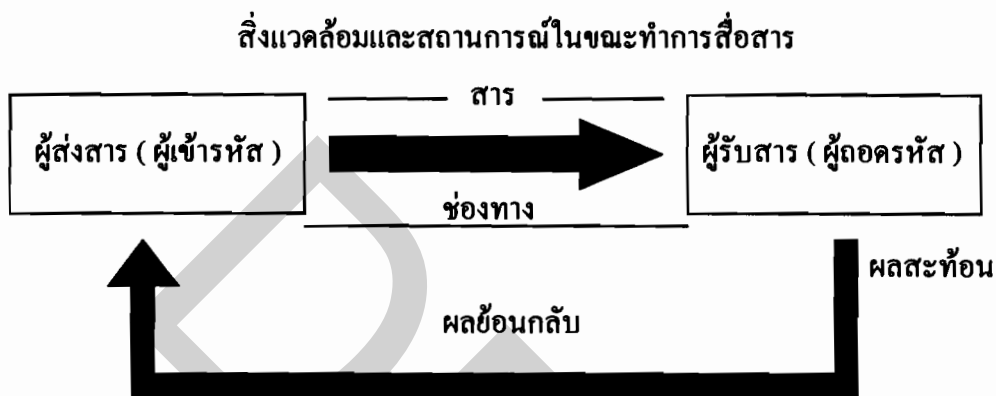 สิ่งแวดล้อมและสถานการณ์ในขณะทำการสื่อสาร
สาร
ผู้ส่งสาร ( ผู้เข้ารหัส )
ผู้รับสาร ( ผู้ถอดรหัส )
ช่องทาง
ผลสะท้อน
ผลย้อนกลับ